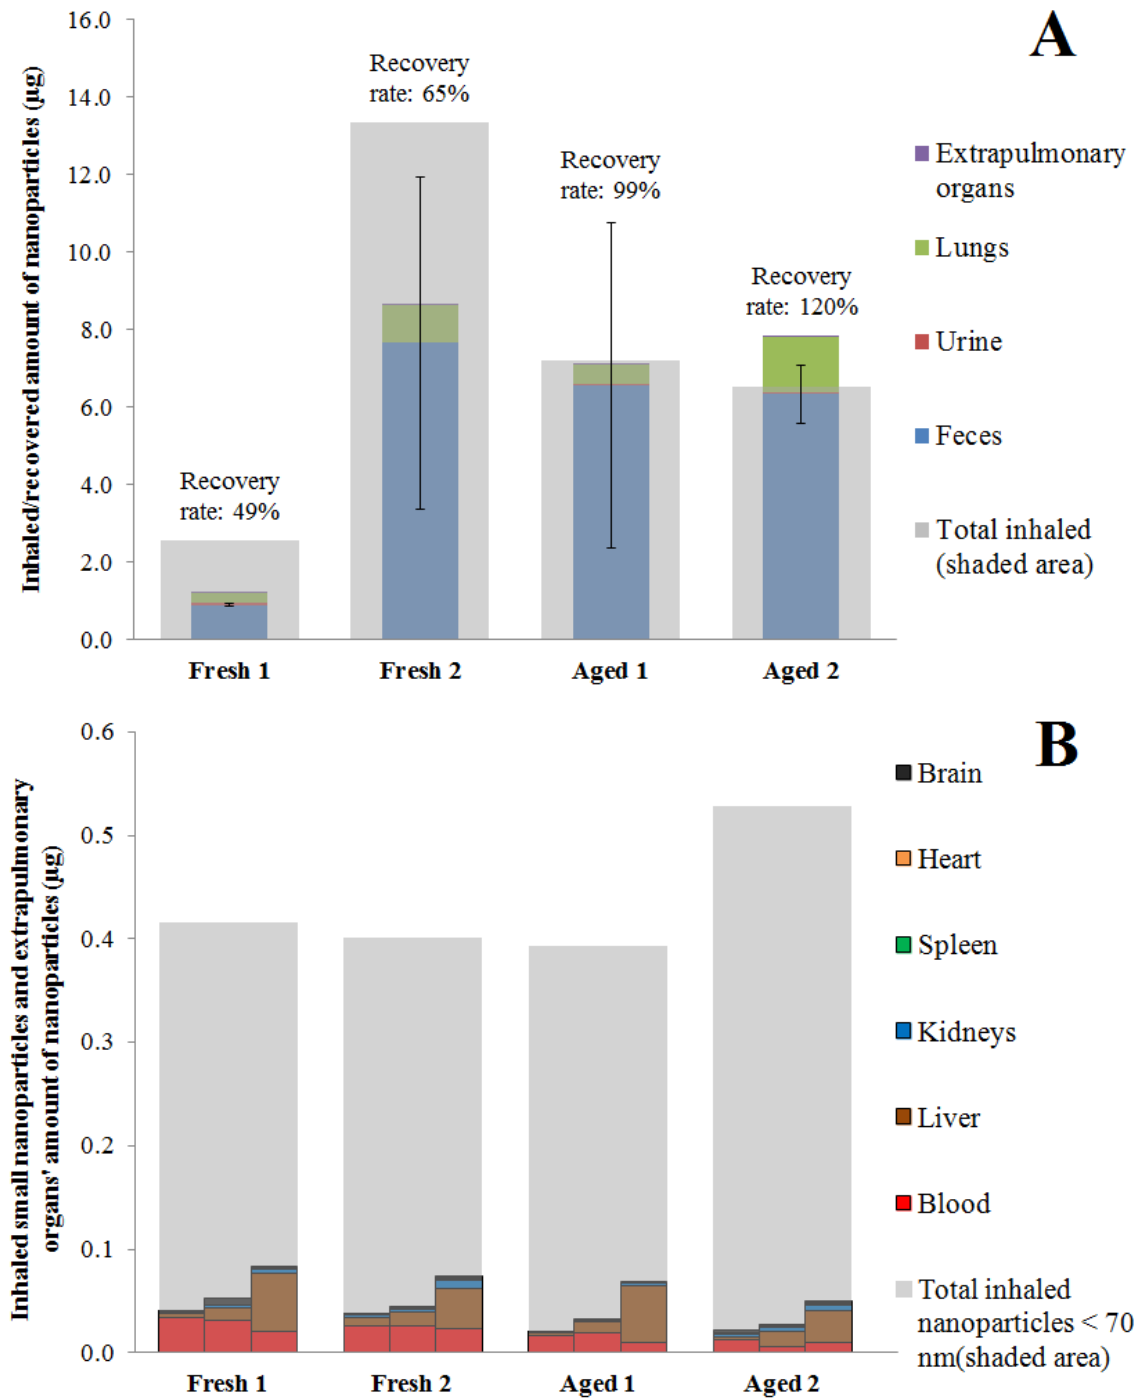 A
Inhaled/recovered amount of nanoparticles (µg)
16.0
14.0
12.0
10.0
8.0
6.0
4.0
2.0
0.0
Recovery
rate: 49%
Recovery
rate: 65%
Recovery
rate: 99%
Recovery
rate: 120%
Fresh 1
Fresh 2
Aged 1
Aged 2
Extrapulmonary
organs
Lungs
Urine
Feces
Total inhaled
(shaded area)
B
Inhaled small nanoparticles and extrapulmonary
organs' amount of nanoparticles (µg)
0.6
0.5
0.4
0.3
0.2
0.1
0.0
Fresh 1
Fresh 2
Aged 1
Aged 2
Brain
Heart
Spleen
Kidneys
Liver
Blood
Total inhaled
nanoparticles < 70
nm(shaded area)